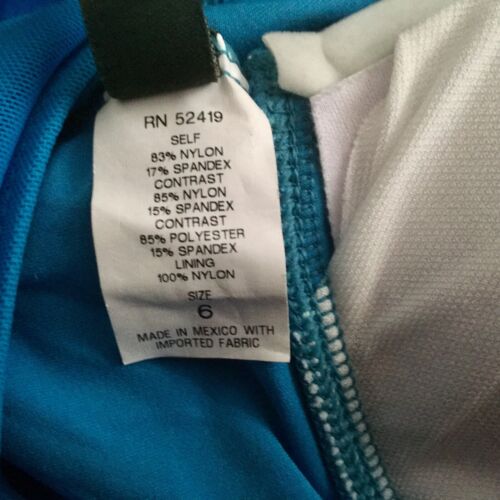 RN 52419
SELF
83% NYLON
17% SPANDEX
CONTRAST
85% NYLON
15% SPANDEX
CONTRAST
85% POLYESTER
15% SPANDEX
LINING
100% NYLON
SIZE
6
MADE IN MEXICO WITH
IMPORTED FABRIC